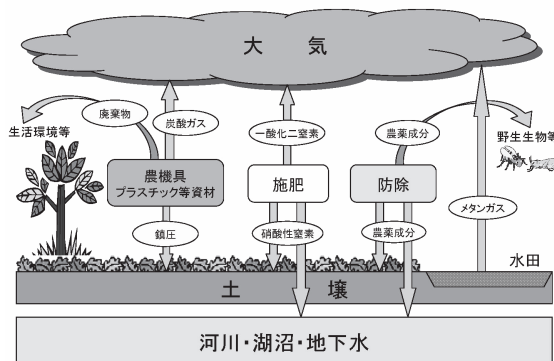 大　気
廃棄物
炭酸ガス
一酸化二窒素
農薬成分
生活環境等
野生生物等
農機具
プラスチック等資材
施肥
防除
メタンガス
鎮圧
硝酸性窒素
農薬成分
水田
土　壌
河川・湖沼・地下水